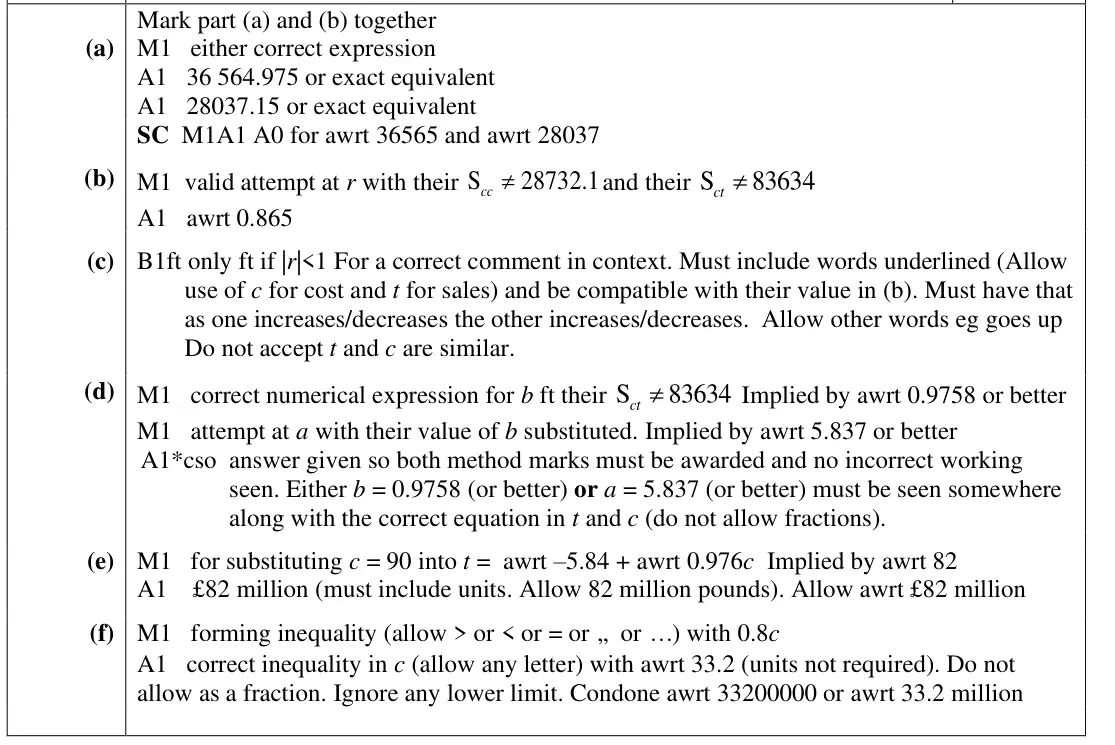 Mark part (a) and (b) together
(a) M1 either correct expression
A1 36 564.975 or exact equivalent
A1 28037.15 or exact equivalent
SC M1A1 A0 for awrt 36565 and awrt 28037
(b) M1 valid attempt at r with their S_cc ≠ 28732.1 and their S_ct ≠ 83634
A1 awrt 0.865
(c) B1ft only ft if |r|<1 For a correct comment in context. Must include words underlined (Allow
use of c for cost and t for sales) and be compatible with their value in (b). Must have that
as one increases/decreases the other increases/decreases. Allow other words eg goes up
Do not accept t and c are similar.
(d) M1 correct numerical expression for b ft their S_ct ≠ 83634 Implied by awrt 0.9758 or better
M1 attempt at a with their value of b substituted. Implied by awrt 5.837 or better
A1*cso answer given so both method marks must be awarded and no incorrect working
seen. Either b = 0.9758 (or better) or a = 5.837 (or better) must be seen somewhere
along with the correct equation in t and c (do not allow fractions).
(e) M1 for substituting c = 90 into t = awrt –5.84 + awrt 0.976c Implied by awrt 82
A1 £82 million (must include units. Allow 82 million pounds). Allow awrt £82 million
(f) M1 forming inequality (allow > or < or = or ,, or …) with 0.8c
A1 correct inequality in c (allow any letter) with awrt 33.2 (units not required). Do not
allow as a fraction. Ignore any lower limit. Condone awrt 33200000 or awrt 33.2 million